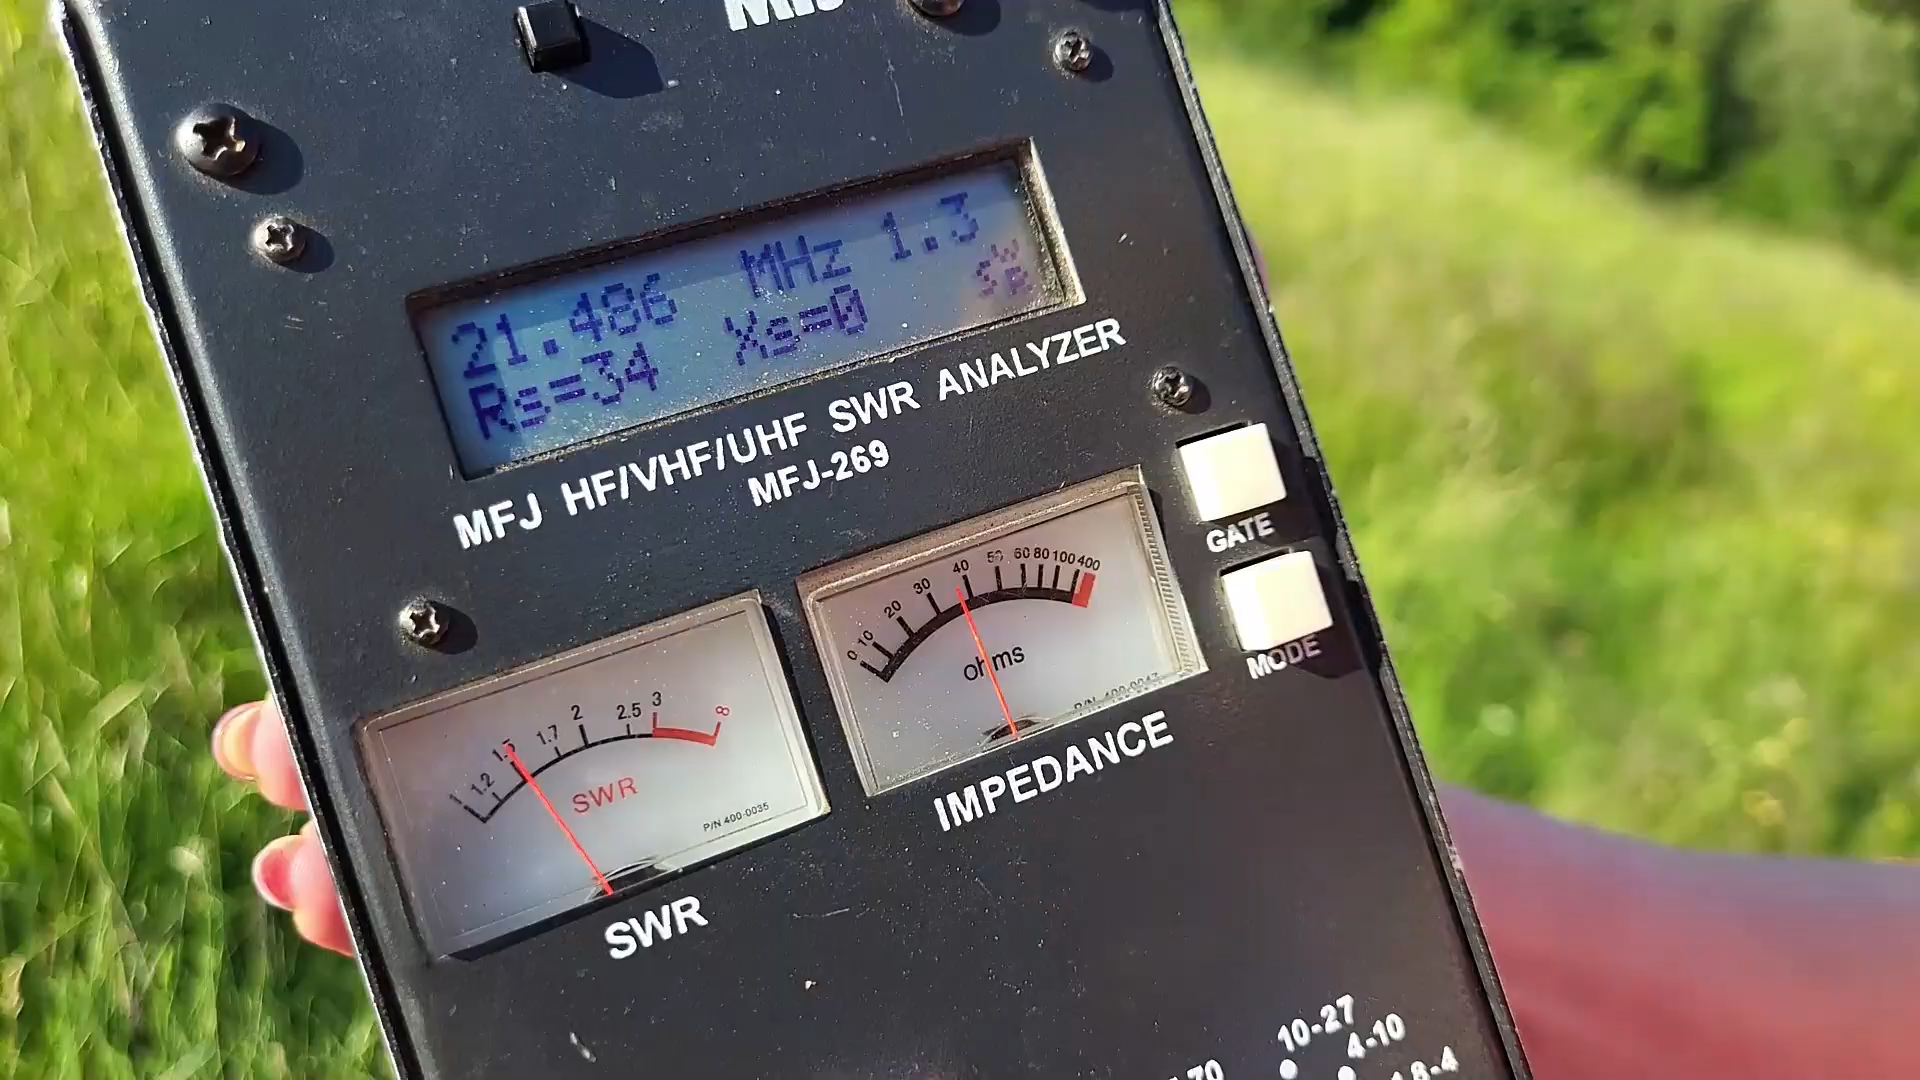 21.486 MHz 1.3
Rs=34 Xs=0 SWR
MFJ HF/VHF/UHF SWR ANALYZER
MFJ-269
GATE
MODE
0 10 20 30 40 50 60 80 100 400
ohms
IMPEDANCE
1 1.2 1.5 1.7 2 2.5 3 ∞
SWR
P/N 400-0035
SWR
10-27
4-10